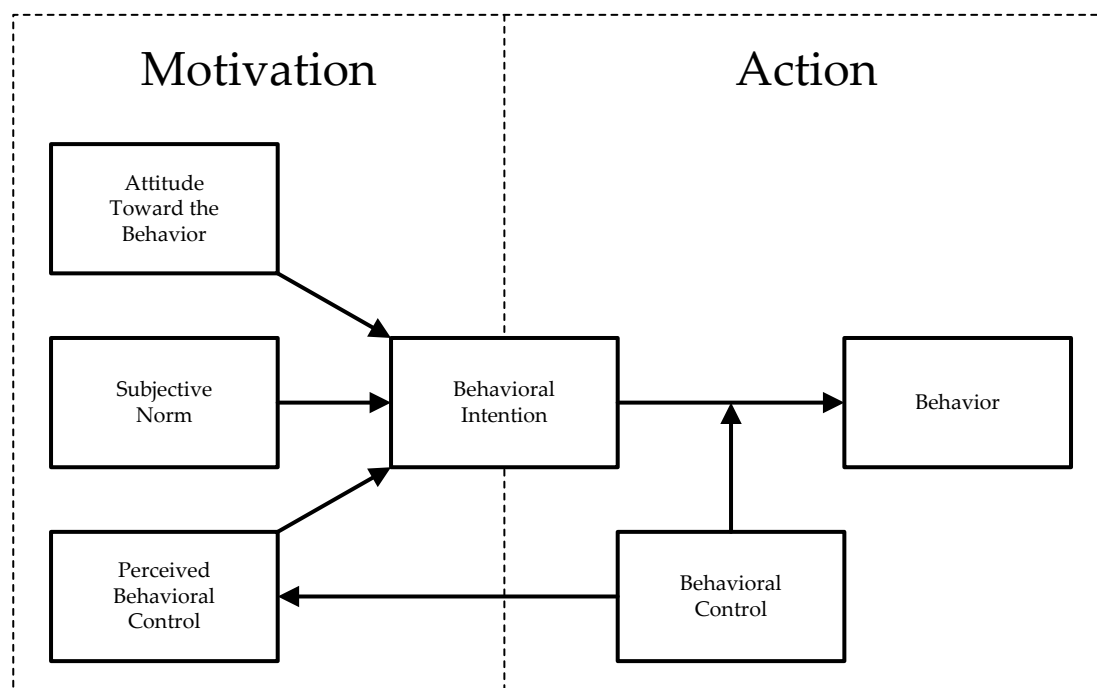 Motivation
Action
Attitude
Toward the
Behavior
Subjective
Norm
Behavioral
Intention
Behavior
Perceived
Behavioral
Control
Behavioral
Control